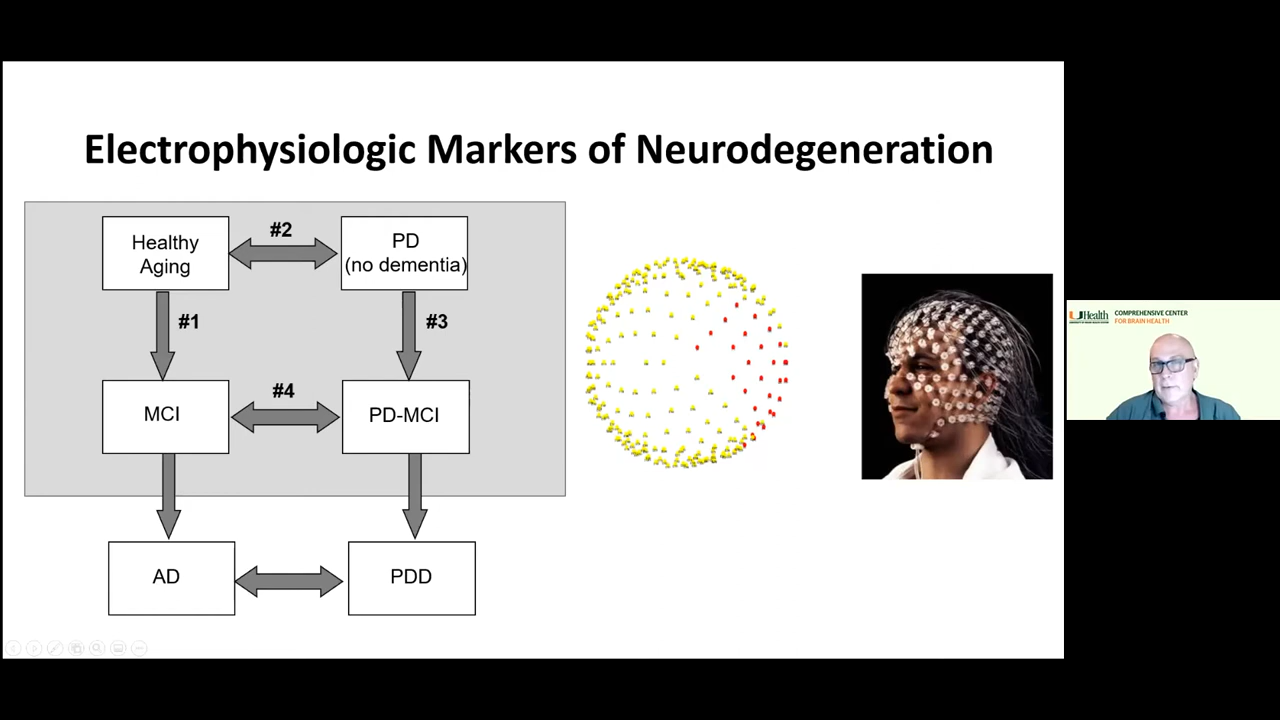 Electrophysiologic Markers of Neurodegeneration
Healthy
Aging
#2
PD
(no dementia)
#1
#3
MCI
#4
PD-MCI
AD
PDD
UHealth
COMPREHENSIVE CENTER
FOR BRAIN HEALTH